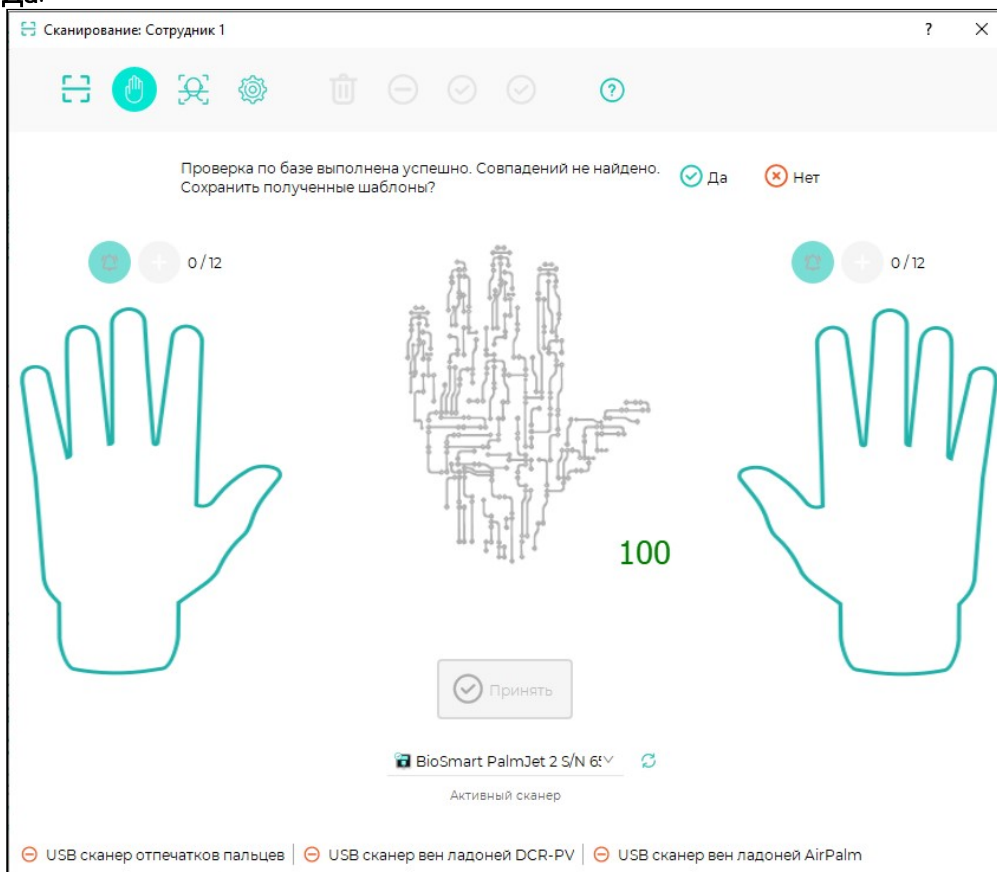 Да.
Сканирование: Сотрудник 1
?
?
Проверка по базе выполнена успешно. Совпадений не найдено.
Сохранить полученные шаблоны?
Да
Нет
0 / 12
0 / 12
100
Принять
BioSmart PalmJet 2 S/N 65
Активный сканер
USB сканер отпечатков пальцев | USB сканер вен ладоней DCR-PV | USB сканер вен ладоней AirPalm